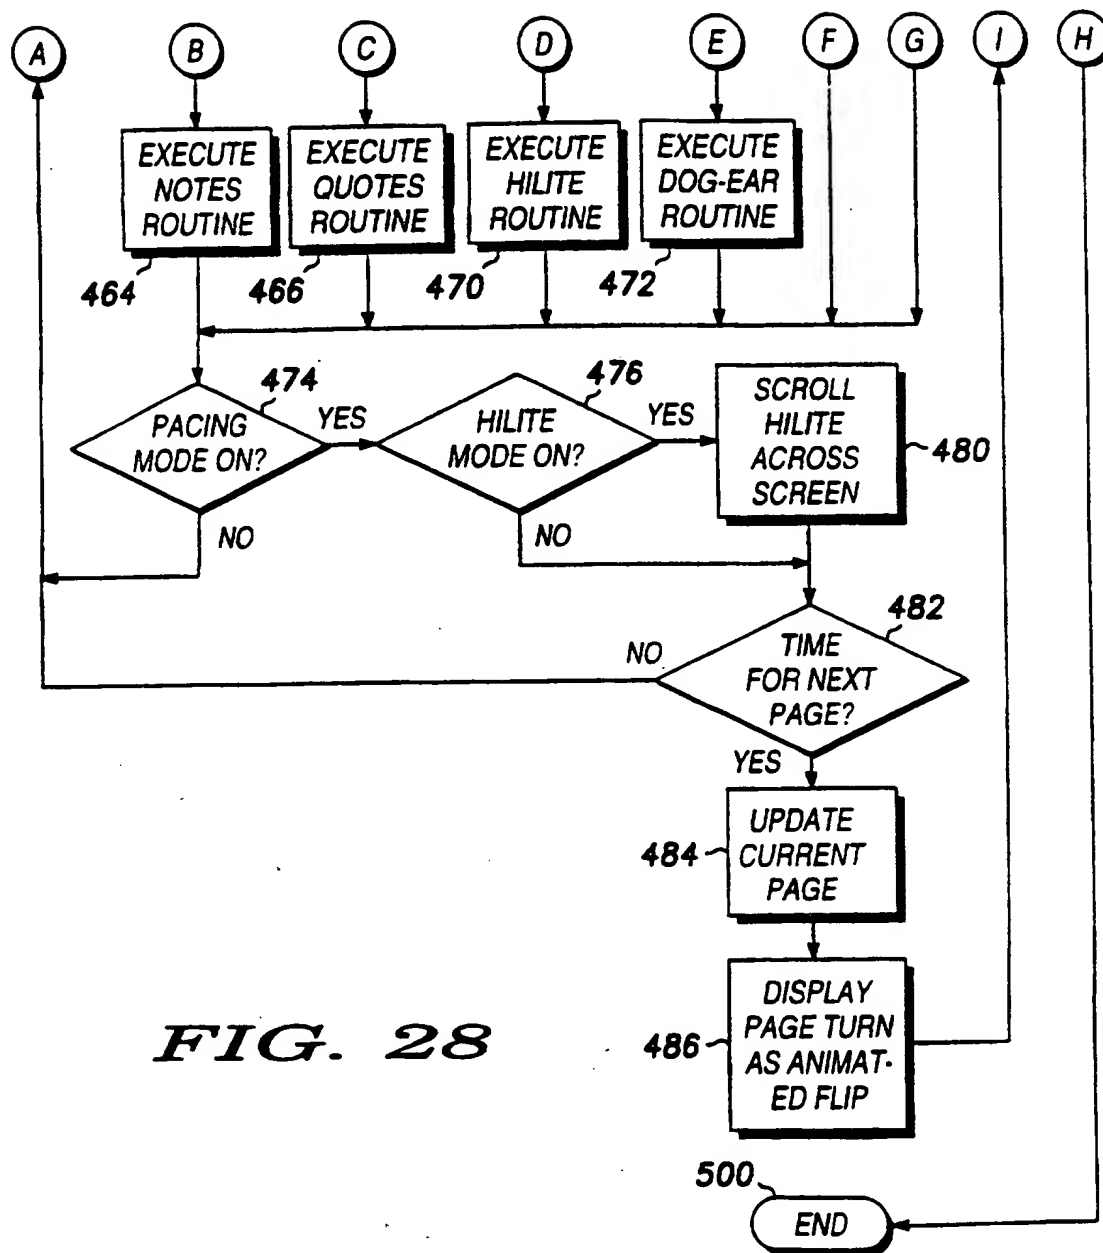 A B C D E F G I H
EXECUTE
NOTES
ROUTINE
464
EXECUTE
QUOTES
ROUTINE
466
EXECUTE
HILITE
ROUTINE
470
EXECUTE
DOG-EAR
ROUTINE
472
PACING
MODE ON?
474
YES
NO
HILITE
MODE ON?
476
YES
NO
SCROLL
HILITE
ACROSS
SCREEN
480
TIME
FOR NEXT
PAGE?
482
NO
YES
UPDATE
CURRENT
PAGE
484
DISPLAY
PAGE TURN
AS ANIMAT-
ED FLIP
486
FIG. 28
500
END